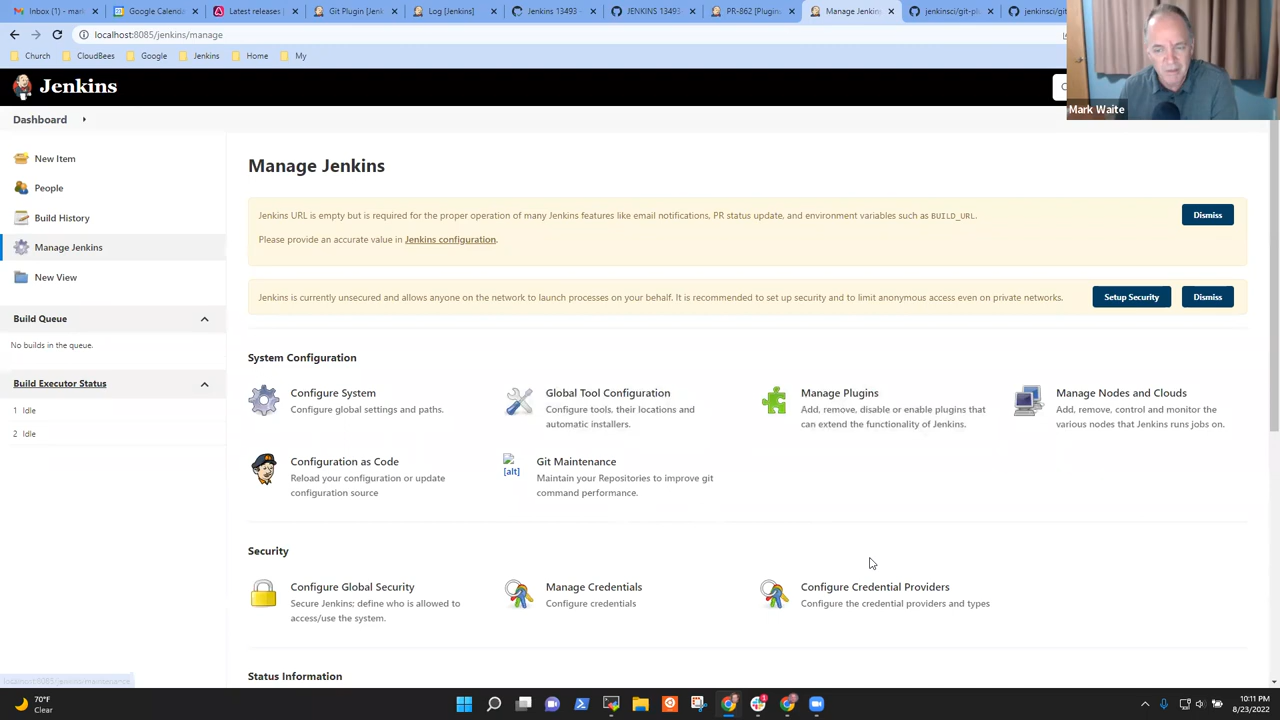 Inbox (1) - mark
Google Calenda
Latest releases
Git Plugin [Jenk
Log [Jenkins]
Jenkins 13493 -
JENKINS 13493-
PR-862 [Plugins
Manage Jenkins
jenkinsci/git-pl
jenkinsci/git
localhost:8085/jenkins/manage
Church
CloudBees
Google
Jenkins
Home
My
Jenkins
Mark Waite
Dashboard
New Item
People
Build History
Manage Jenkins
New View
Build Queue
No builds in the queue.
Build Executor Status
1 Idle
2 Idle
Manage Jenkins
Jenkins URL is empty but is required for the proper operation of many Jenkins features like email notifications, PR status update, and environment variables such as BUILD_URL.
Please provide an accurate value in Jenkins configuration.
Dismiss
Jenkins is currently unsecured and allows anyone on the network to launch processes on your behalf. It is recommended to set up security and to limit anonymous access even on private networks.
Setup Security
Dismiss
System Configuration
Configure System
Configure global settings and paths.
Global Tool Configuration
Configure tools, their locations and
automatic installers.
Manage Plugins
Add, remove, disable or enable plugins that
can extend the functionality of Jenkins.
Manage Nodes and Clouds
Add, remove, control and monitor the
various nodes that Jenkins runs jobs on.
Configuration as Code
Reload your configuration or update
configuration source
[alt]
Git Maintenance
Maintain your Repositories to improve git
command performance.
Security
Configure Global Security
Secure Jenkins; define who is allowed to
access/use the system.
Manage Credentials
Configure credentials
Configure Credential Providers
Configure the credential providers and types
Status Information
localhost:8085/jenkins/maintenance
70°F
Clear
10:11 PM
8/23/2022